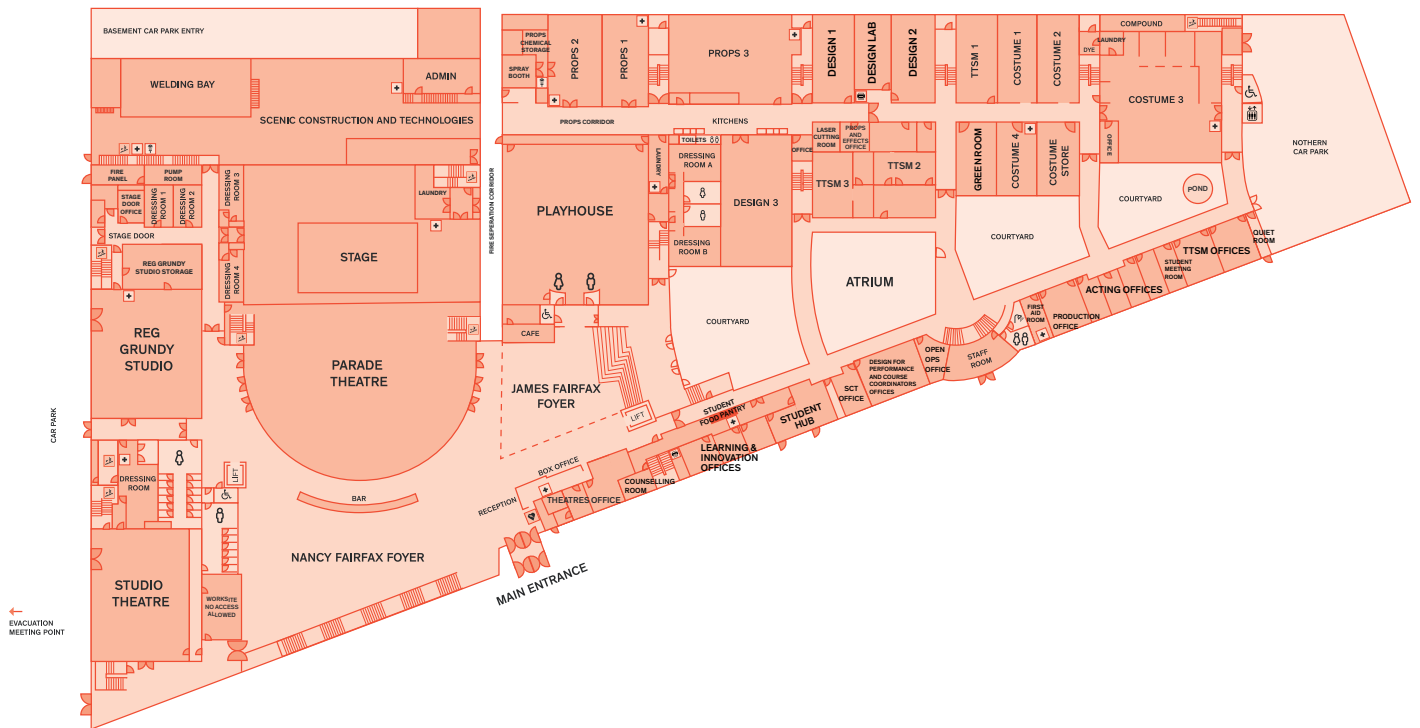 BASEMENT CAR PARK ENTRY
WELDING BAY
ADMIN
SCENIC CONSTRUCTION AND TECHNOLOGIES
FIRE
PANEL
PUMP
ROOM
STAGE
DOOR
OFFICE
DRESSING
ROOM 1
DRESSING
ROOM 2
DRESSING
ROOM 3
LAUNDRY
STAGE DOOR
REG GRUNDY
STUDIO STORAGE
DRESSING
ROOM 4
STAGE
REG
GRUNDY
STUDIO
PARADE
THEATRE
CAR PARK
DRESSING
ROOM
LIFT
BAR
STUDIO
THEATRE
WORKSITE
NO ACCESS
ALLOWED
NANCY FAIRFAX FOYER
EVACUATION
MEETING POINT
FIRE SEPERATION CORRIDOR
PROPS
CHEMICAL
STORAGE
SPRAY
BOOTH
PROPS 2
PROPS 1
PROPS 3
DESIGN 1
DESIGN LAB
DESIGN 2
TTSM 1
COSTUME 1
COSTUME 2
DYE
LAUNDRY
COMPOUND
COSTUME 3
OFFICE
NOTHERN
CAR PARK
PROPS CORRIDOR
KITCHENS
TOILETS
LAUNDRY
DRESSING
ROOM A
DRESSING
ROOM B
DESIGN 3
OFFICE
LASER
CUTTING
ROOM
PROPS
AND
EFFECTS
OFFICE
TTSM 3
TTSM 2
GREENROOM
COSTUME 4
COSTUME
STORE
PLAYHOUSE
COURTYARD
POND
COURTYARD
QUIET
ROOM
TTSM OFFICES
STUDENT
MEETING
ROOM
ACTING OFFICES
ATRIUM
COURTYARD
CAFE
JAMES FAIRFAX
FOYER
LIFT
FIRST
AID
ROOM
PRODUCTION
OFFICE
STAFF
ROOM
OPEN
OPS
OFFICE
DESIGN FOR
PERFORMANCE
AND COURSE
COORDINATORS
OFFICES
SCT
OFFICE
STUDENT
HUB
STUDENT
FOOD PANTRY
LEARNING &
INNOVATION
OFFICES
COUNSELLING
ROOM
BOX OFFICE
THEATRES OFFICE
RECEPTION
MAIN ENTRANCE